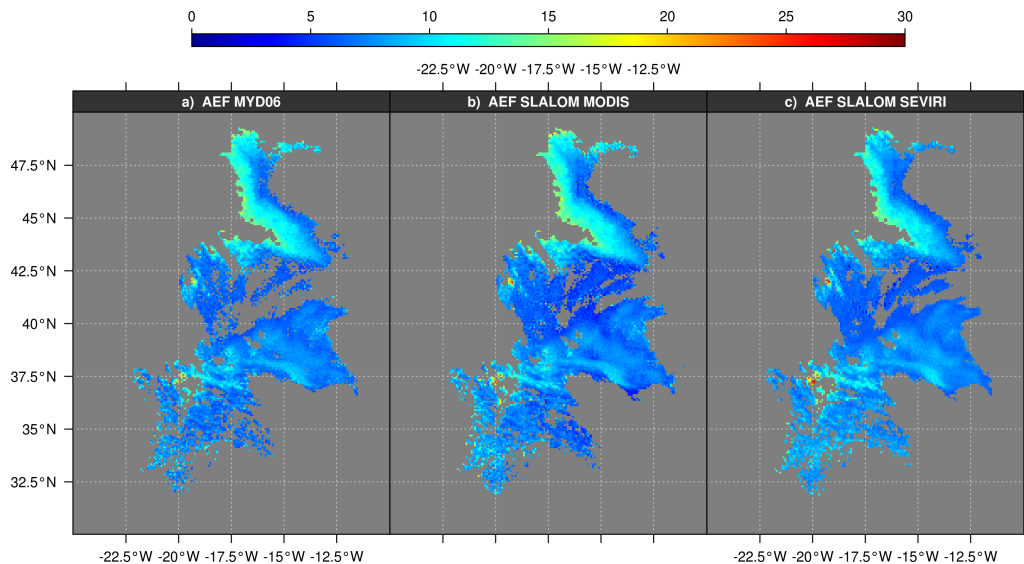 0 5 10 15 20 25 30
-22.5°W -20°W -17.5°W -15°W -12.5°W
a) AEF MYD06 b) AEF SLALOM MODIS c) AEF SLALOM SEVIRI
47.5°N
45°N
42.5°N
40°N
37.5°N
35°N
32.5°N
-22.5°W -20°W -17.5°W -15°W -12.5°W -22.5°W -20°W -17.5°W -15°W -12.5°W